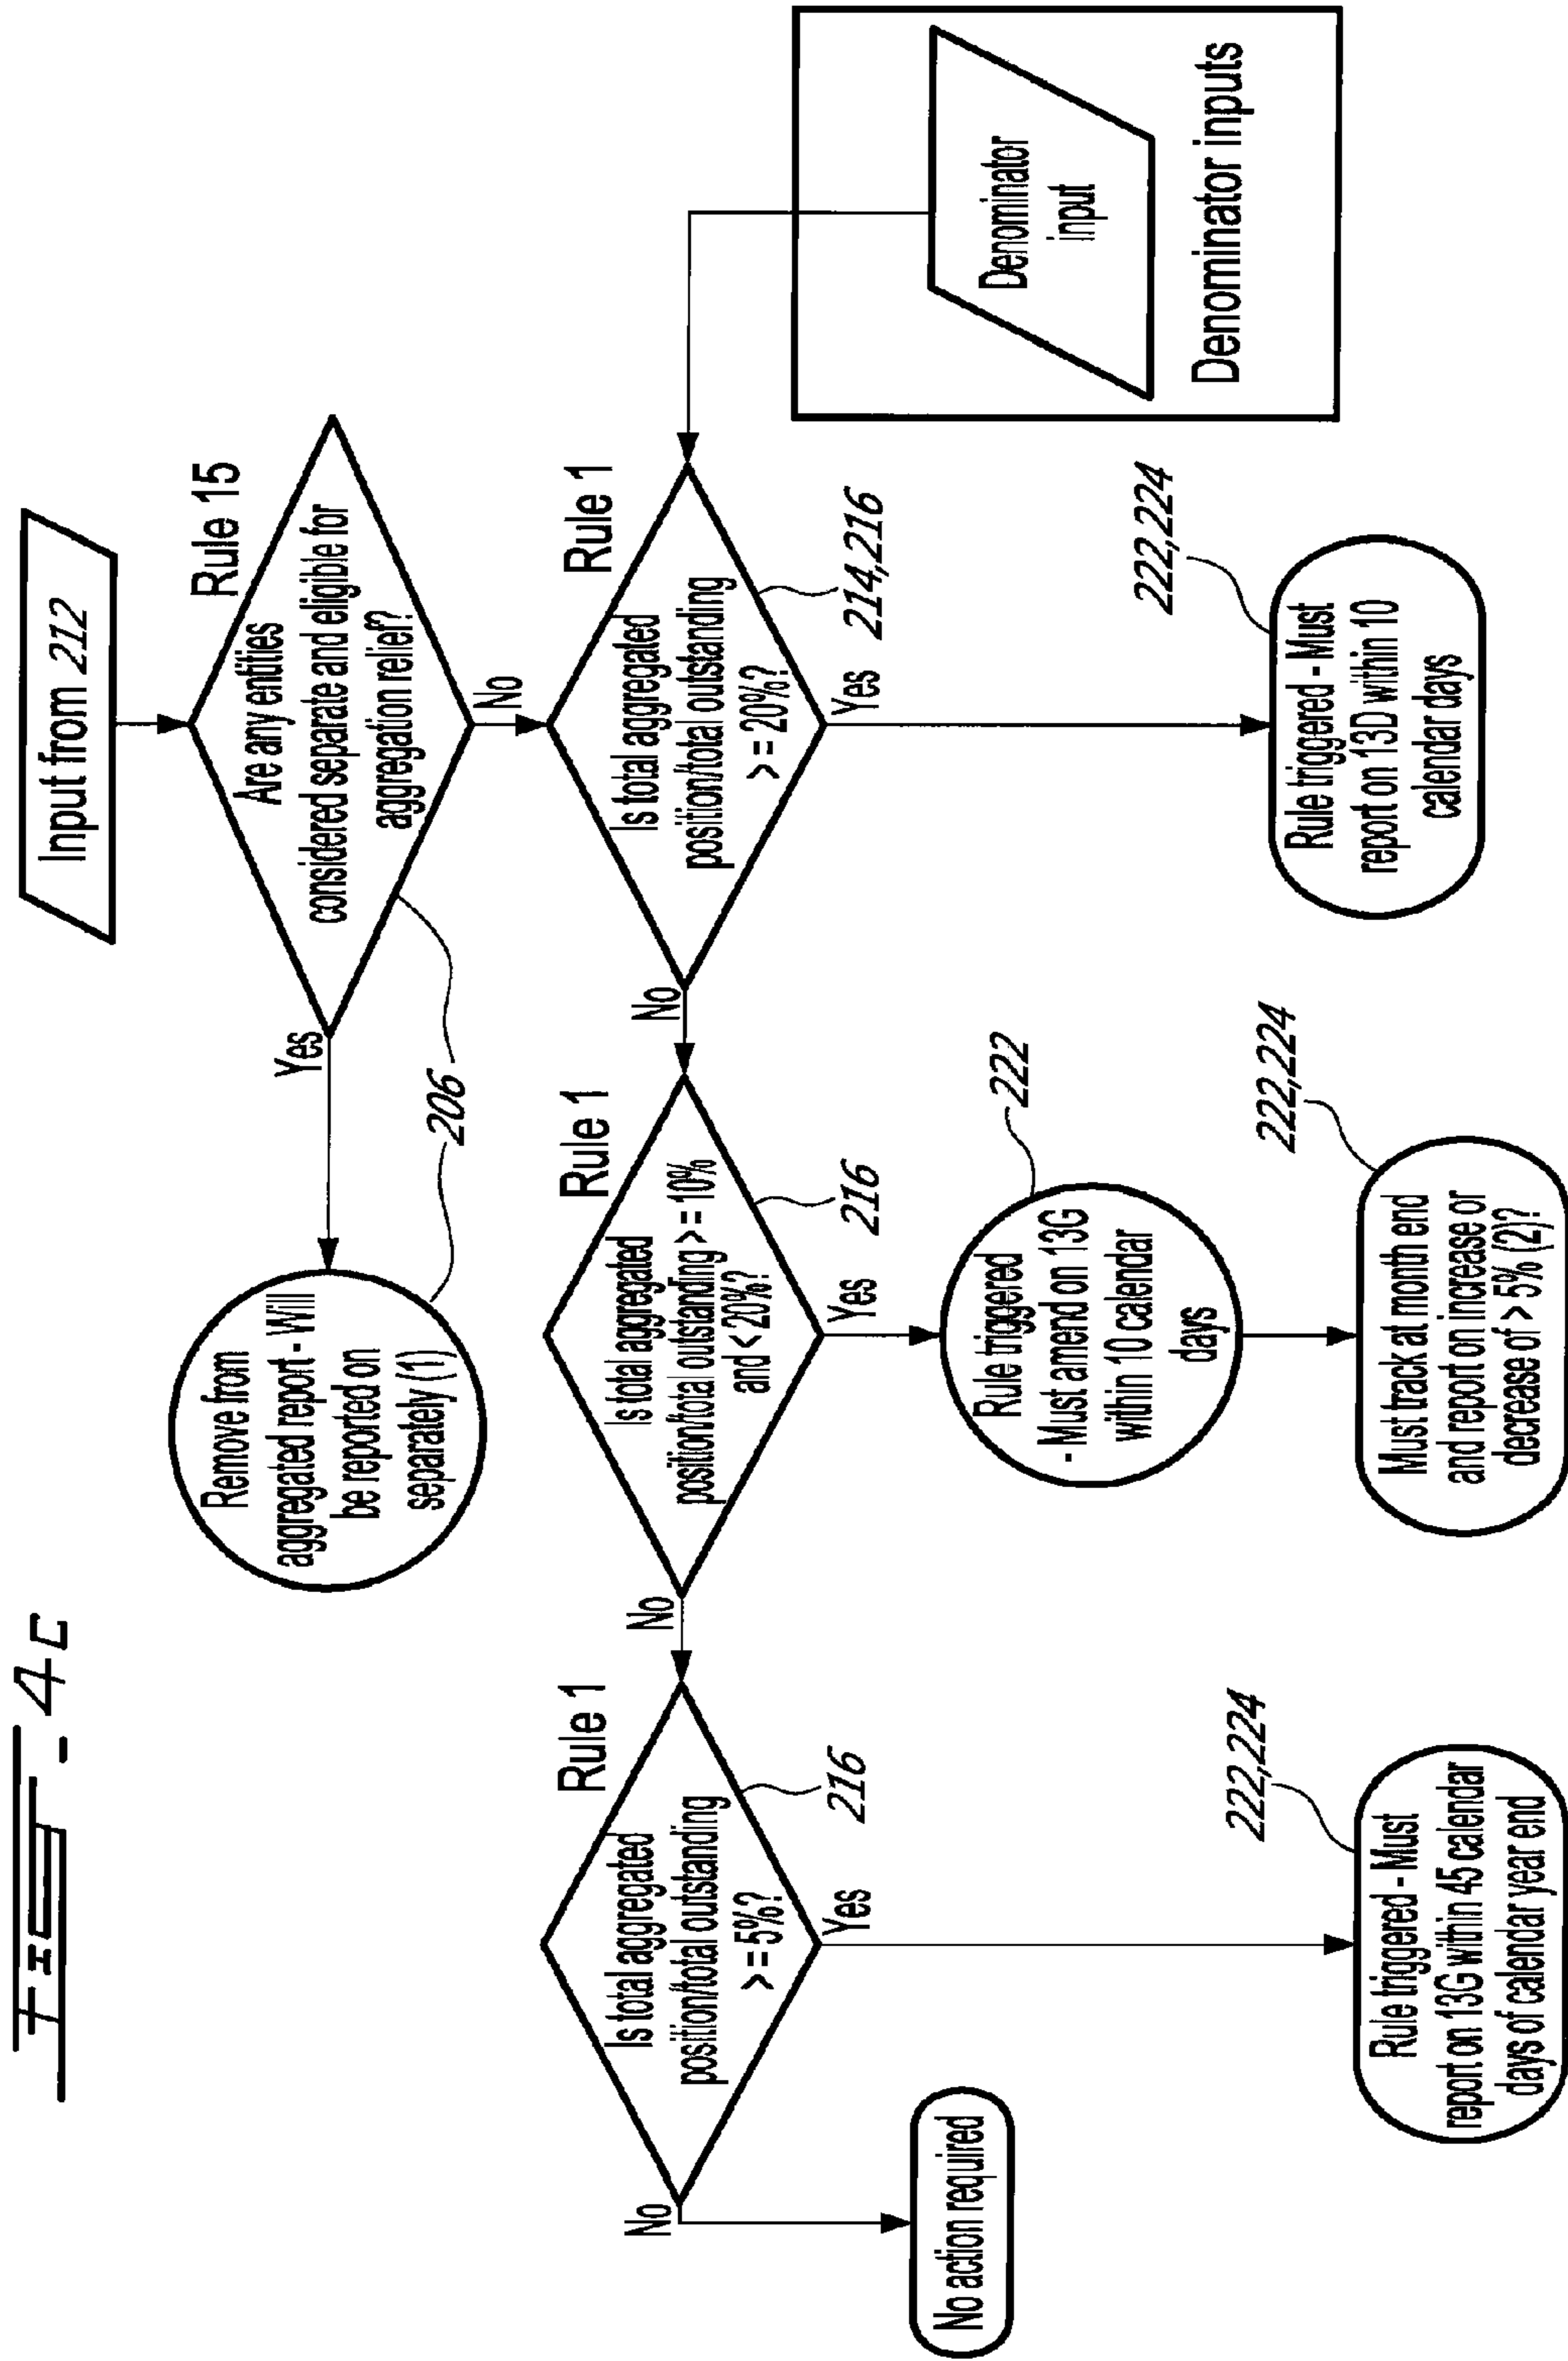 FIG. - 4C
Input from 212
Rule 15
Are any entities
considered separate and eligible for
aggregation relief?
Yes
No
206
Remove from
aggregated report - Will
be reported on
separately (1)
Rule 1
Is total aggregated
position/total outstanding
> = 20%?
214,216
No
Yes
Denominator
input
Denominator inputs
222,224
Rule triggered - Must
report on 13D within 10
calendar days
Rule 1
Is total aggregated
position/total outstanding > = 10%
and < 20%?
216
No
Yes
222
Rule triggered
- Must amend on 13G
within 10 calendar
days
222,224
Must track at month end
and report on increase or
decrease of > 5% (2)?
Rule 1
Is total aggregated
position/total outstanding
> = 5%?
216
No
Yes
No action required
222,224
Rule triggered - Must
report on 13G within 45 calendar
days of calendar year end